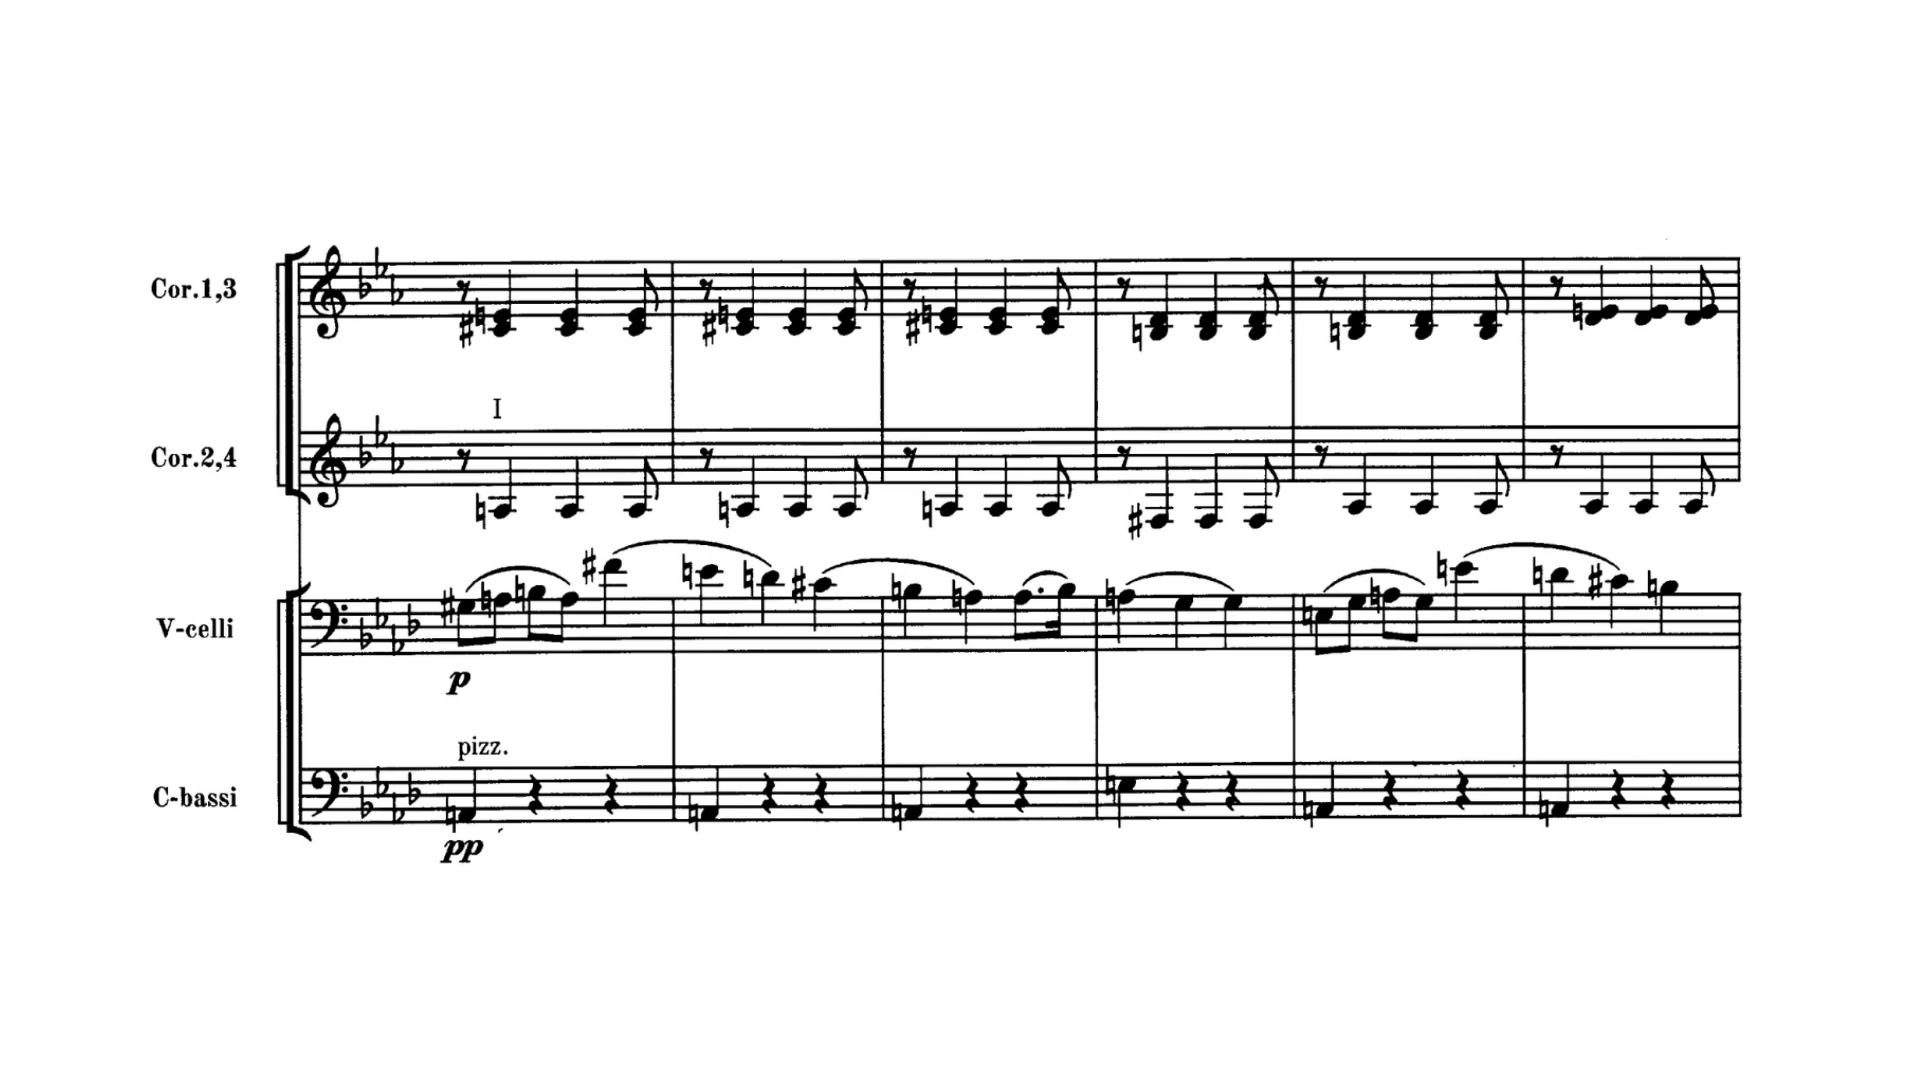 Cor.1,3
I
Cor.2,4
V-celli
p
pizz.
C-bassi
pp